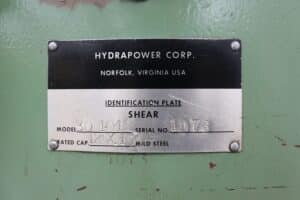 HYDRAPOWER CORP.
NORFOLK, VIRGINIA USA
IDENTIFICATION PLATE
SHEAR
MODEL SERIAL NO.
RATED CAP. MILD STEEL